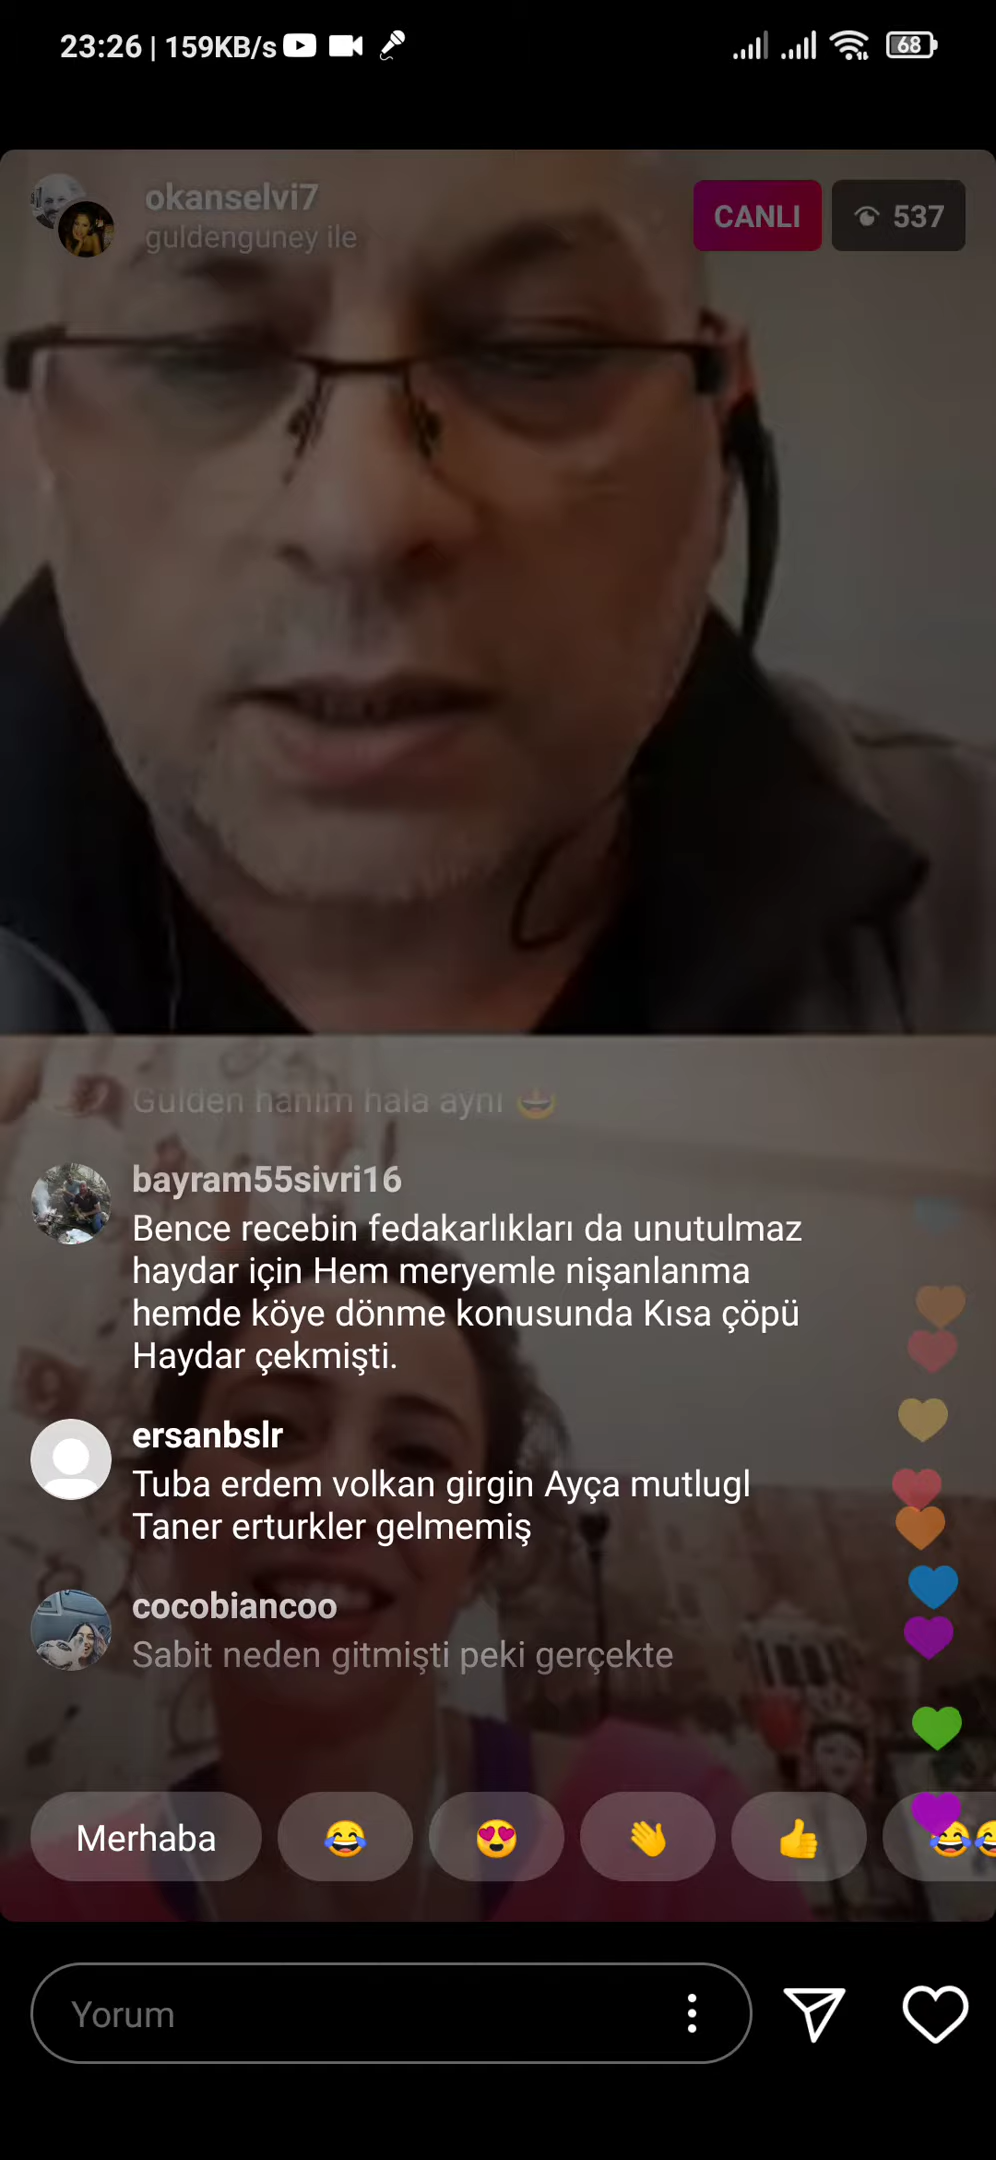 23:26 | 159KB/s
68
okanselvi7
guldenguney ile
CANLI
537
Gülden hanım hala aynı 🤩
bayram55sivri16
Bence recebin fedakarlıkları da unutulmaz
haydar için Hem meryemle nişanlanma
hemde köye dönme konusunda Kısa çöpü
Haydar çekmişti.
ersanbslr
Tuba erdem volkan girgin Ayça mutlugl
Taner erturkler gelmemiş
cocobiancoo
Sabit neden gitmişti peki gerçekte
Merhaba 😂 😍 👋 👍 😂😂
Yorum